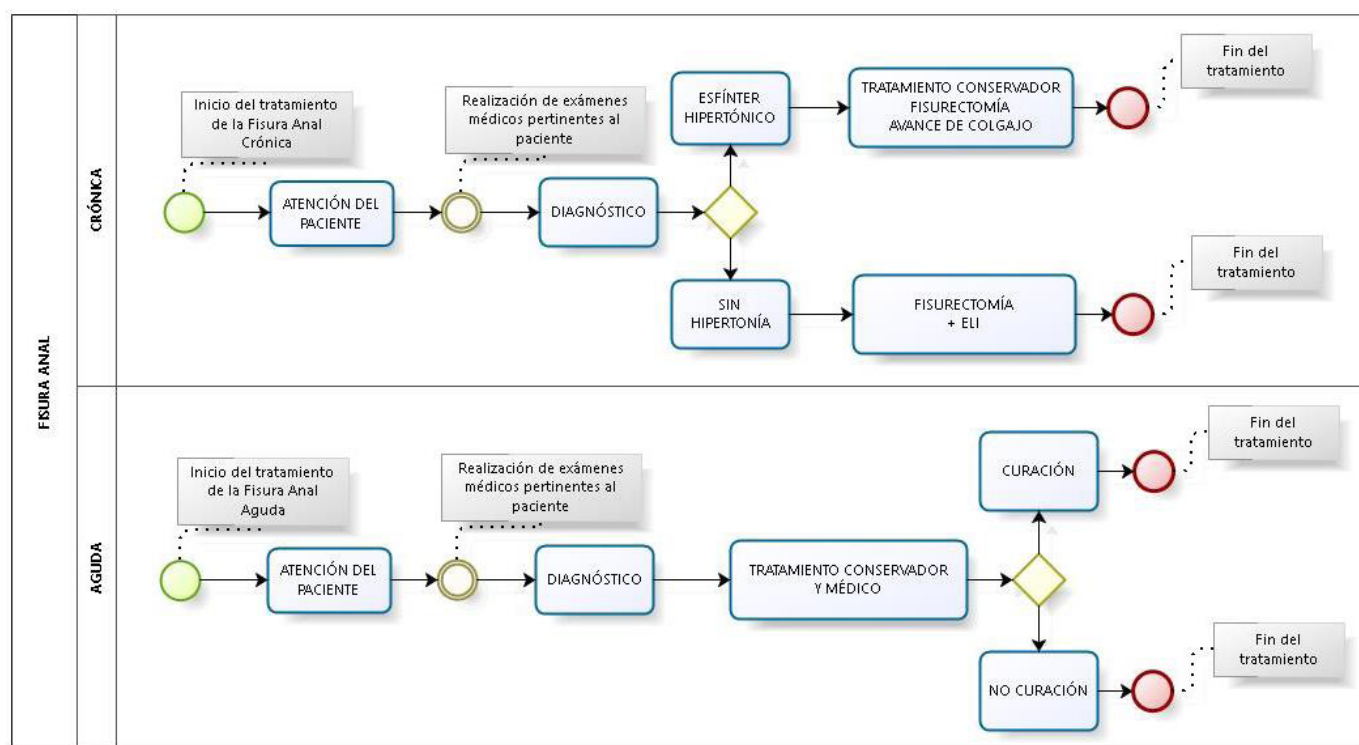 FISURA ANAL
CRÓNICA
Inicio del tratamiento
de la Fisura Anal
Crónica
ATENCIÓN DEL
PACIENTE
Realización de exámenes
médicos pertinentes al
paciente
DIAGNÓSTICO
ESFÍNTER
HIPERTÓNICO
TRATAMIENTO CONSERVADOR
FISURECTOMÍA
AVANCE DE COLGAJO
Fin del
tratamiento
SIN
HIPERTONÍA
FISURECTOMÍA
+ ELI
Fin del
tratamiento
AGUDA
Inicio del tratamiento
de la Fisura Anal
Aguda
ATENCIÓN DEL
PACIENTE
Realización de exámenes
médicos pertinentes al
paciente
DIAGNÓSTICO
TRATAMIENTO CONSERVADOR
Y MÉDICO
CURACIÓN
Fin del
tratamiento
NO CURACIÓN
Fin del
tratamiento